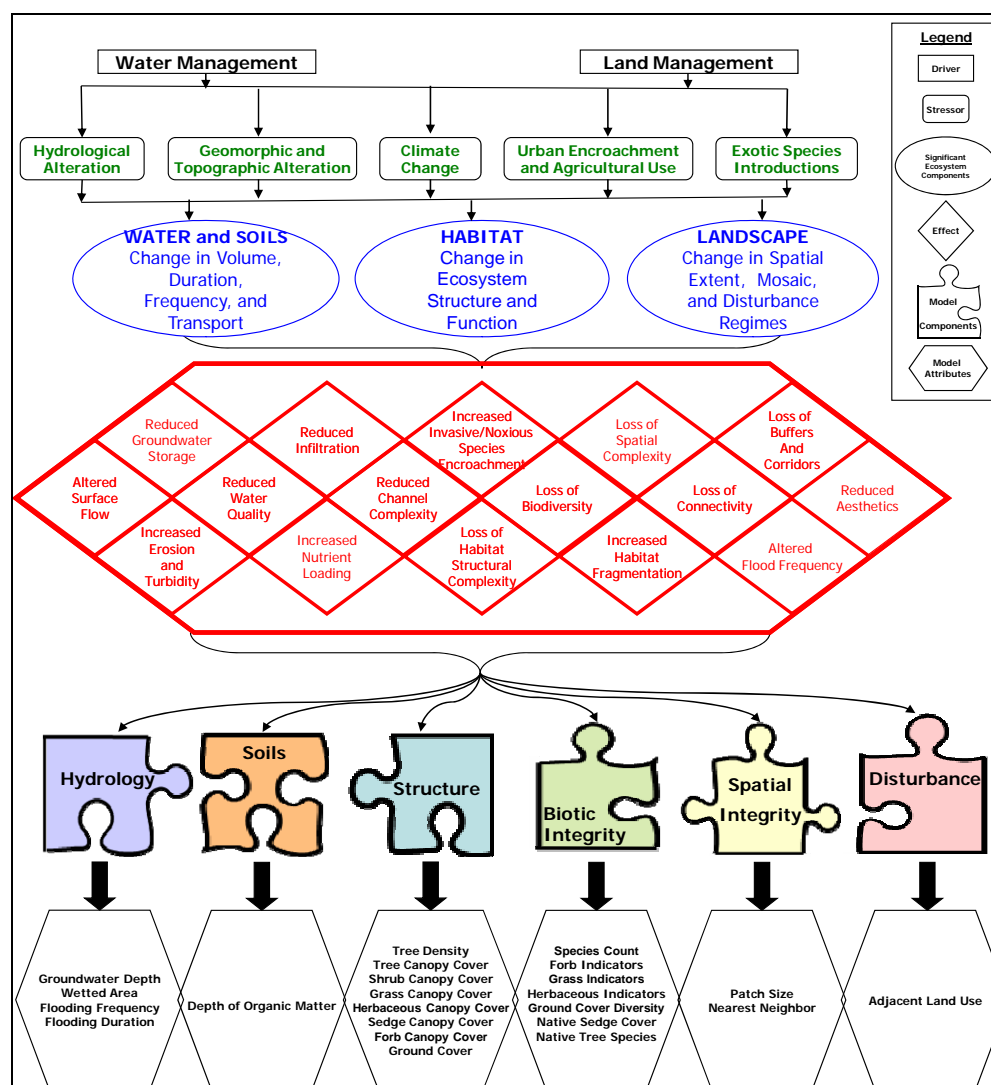 Water Management
Land Management
Legend
Driver
Stressor
Significant
Ecosystem
Components
Effect
Model
Components
Model
Attributes
Hydrological
Alteration
Geomorphic and
Topographic Alteration
Climate
Change
Urban Encroachment
and Agricultural Use
Exotic Species
Introductions
WATER and SOILS
Change in Volume,
Duration,
Frequency, and
Transport
HABITAT
Change in
Ecosystem
Structure and
Function
LANDSCAPE
Change in Spatial
Extent, Mosaic,
and Disturbance
Regimes
Reduced
Groundwater
Storage
Reduced
Infiltration
Increased
Invasive/Noxious
Species
Encroachment
Loss of
Spatial
Complexity
Loss of
Buffers
And
Corridors
Altered
Surface
Flow
Reduced
Water
Quality
Reduced
Channel
Complexity
Loss of
Biodiversity
Loss of
Connectivity
Reduced
Aesthetics
Increased
Erosion
and
Turbidity
Increased
Nutrient
Loading
Loss of
Habitat
Structural
Complexity
Increased
Habitat
Fragmentation
Altered
Flood Frequency
Hydrology
Soils
Structure
Biotic
Integrity
Spatial
Integrity
Disturbance
Groundwater Depth
Wetted Area
Flooding Frequency
Flooding Duration
Depth of Organic Matter
Tree Density
Tree Canopy Cover
Shrub Canopy Cover
Grass Canopy Cover
Herbaceous Canopy Cover
Sedge Canopy Cover
Forb Canopy Cover
Ground Cover
Species Count
Forb Indicators
Grass Indicators
Herbaceous Indicators
Ground Cover Diversity
Native Sedge Cover
Native Tree Species
Patch Size
Nearest Neighbor
Adjacent Land Use